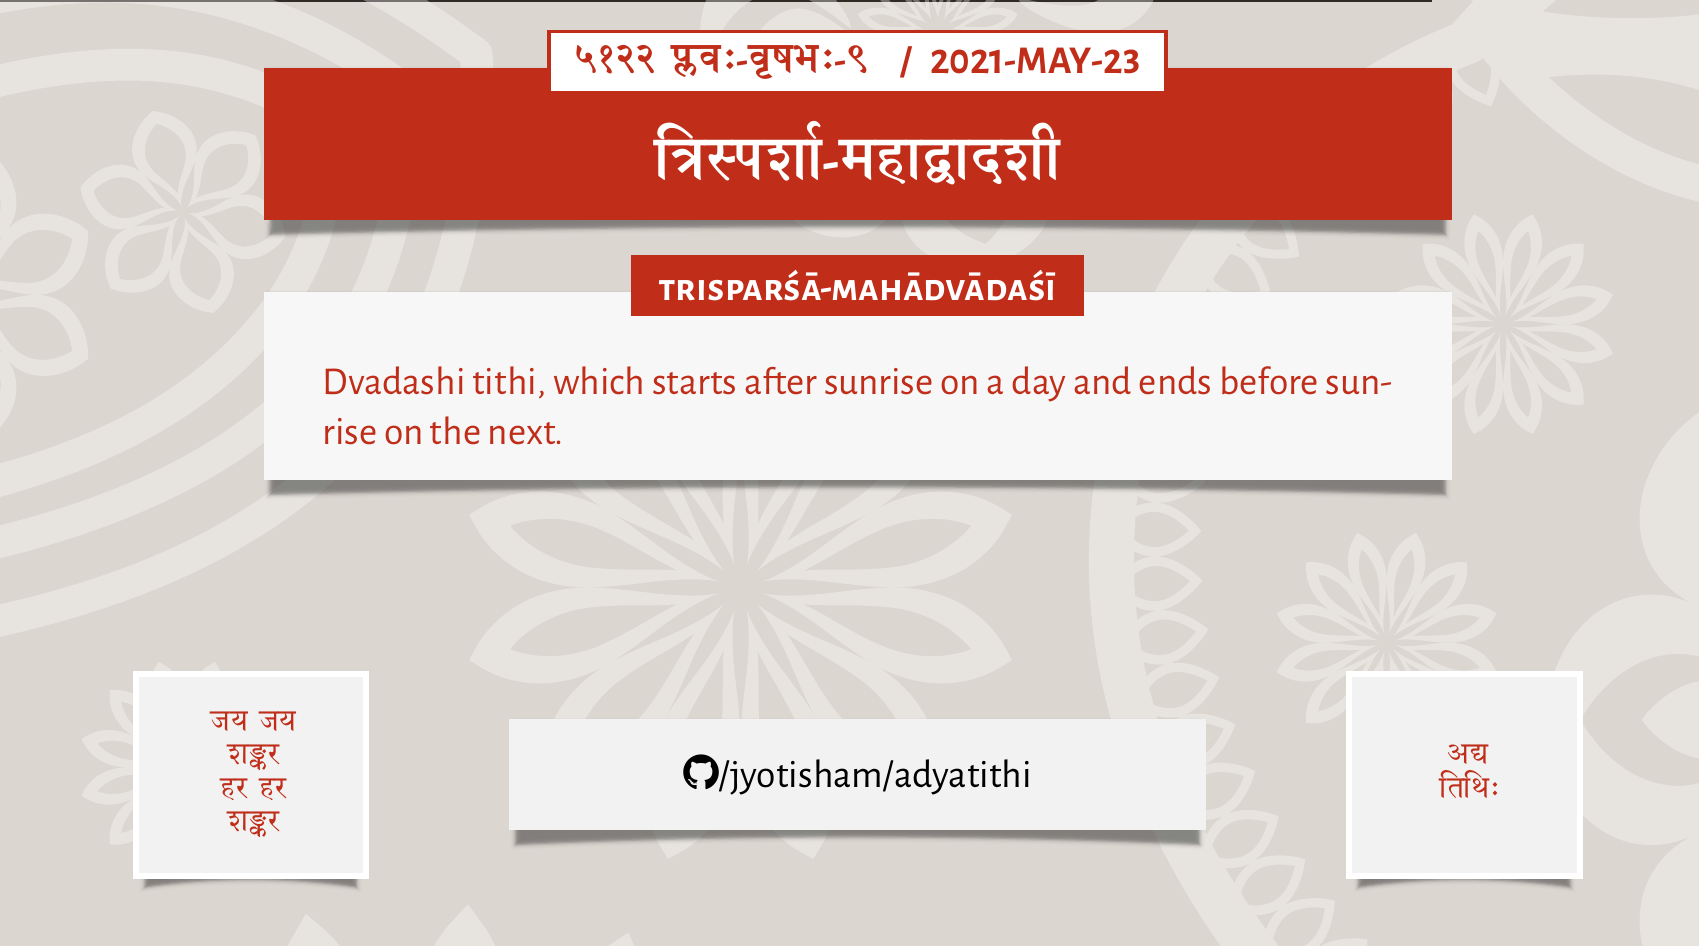 ५१२२ प्लवः-वृषभः-९ / 2021-MAY-23
त्रिस्पर्शा-महाद्वादशी
TRISPARŚĀ-MAHĀDVĀDAŚĪ
Dvadashi tithi, which starts after sunrise on a day and ends before sun-
rise on the next.
जय जय
शङ्कर
हर हर
शङ्कर
/jyotisham/adyatithi
अद्य
तिथिः